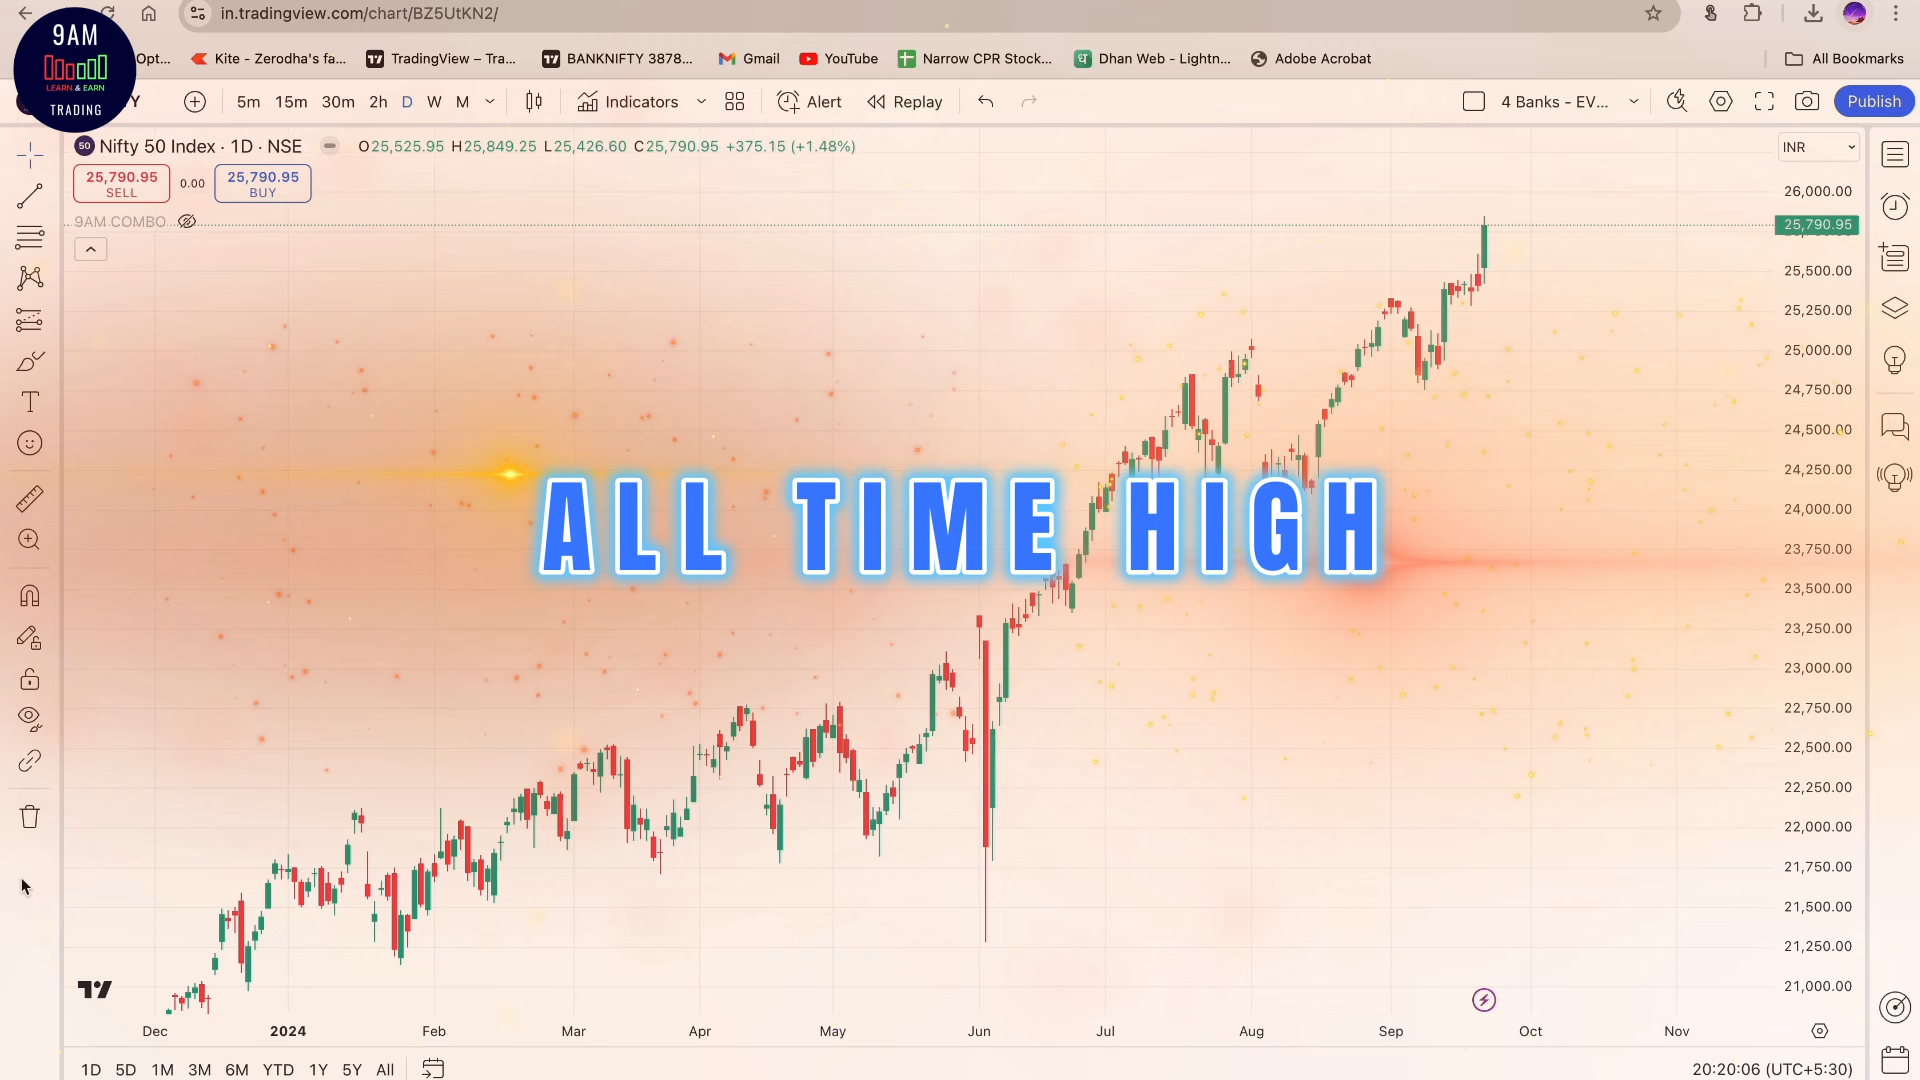 in.tradingview.com/chart/BZ5UtKN2/
9AM
LEARN & EARN
TRADING
Opt...
Kite - Zerodha's fa...
TradingView – Tra...
BANKNIFTY 3878...
Gmail
YouTube
Narrow CPR Stock...
Dhan Web - Lightn...
Adobe Acrobat
All Bookmarks
Y
5m 15m 30m 2h D W M
Indicators
Alert
Replay
4 Banks - EV...
Publish
50 Nifty 50 Index · 1D · NSE
O25,525.95 H25,849.25 L25,426.60 C25,790.95 +375.15 (+1.48%)
INR
25,790.95
SELL
0.00
25,790.95
BUY
9AM COMBO
26,000.00
25,790.95
25,500.00
25,250.00
25,000.00
24,750.00
24,500.00
24,250.00
24,000.00
23,750.00
23,500.00
23,250.00
23,000.00
22,750.00
22,500.00
22,250.00
22,000.00
21,750.00
21,500.00
21,250.00
21,000.00
ALL TIME HIGH
Dec 2024 Feb Mar Apr May Jun Jul Aug Sep Oct Nov
1D 5D 1M 3M 6M YTD 1Y 5Y All
20:20:06 (UTC+5:30)